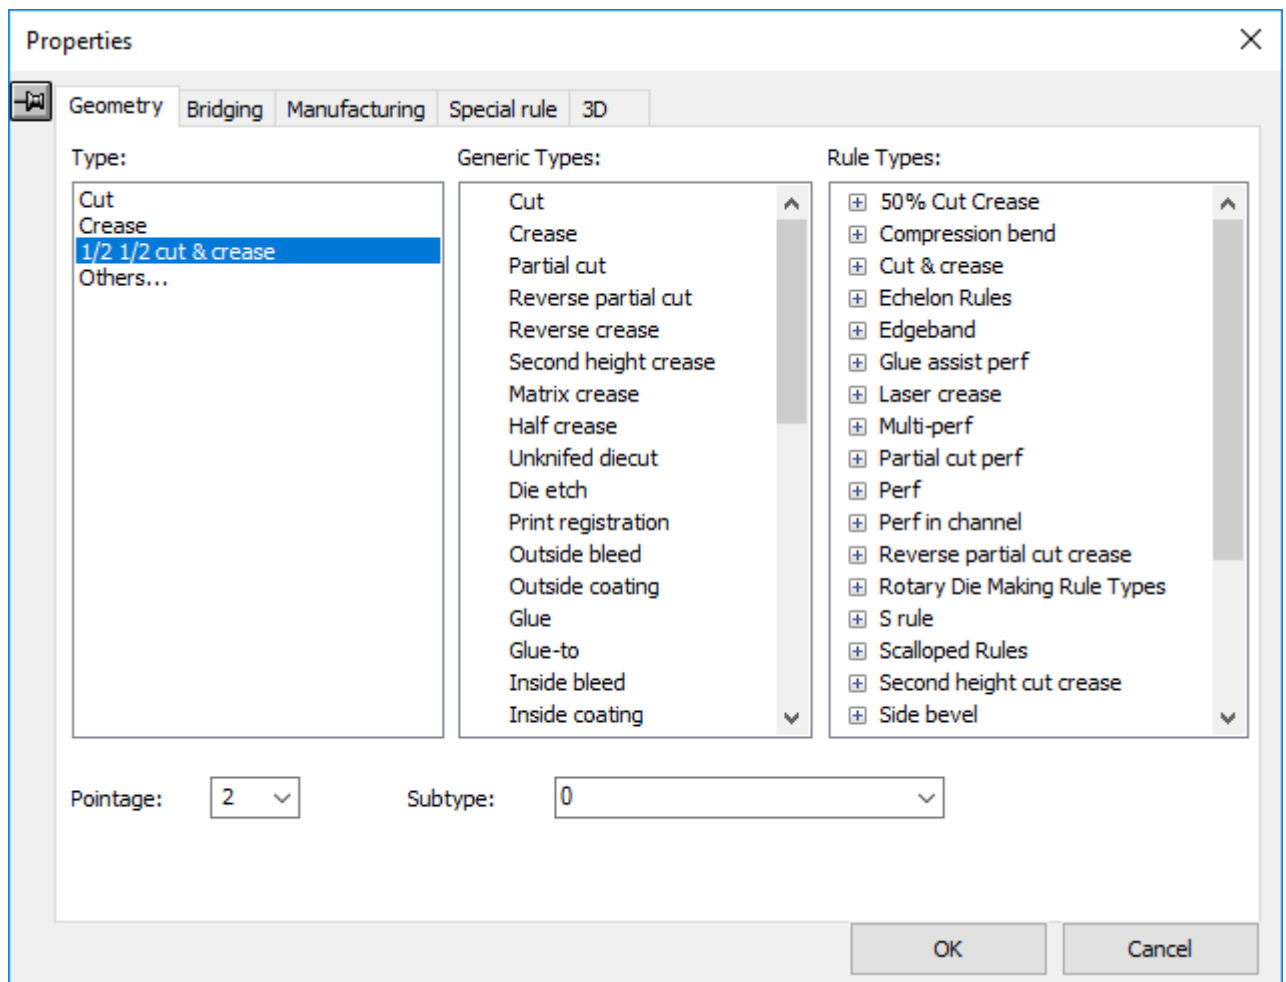 Properties
Geometry Bridging Manufacturing Special rule 3D
Type: Generic Types: Rule Types:
Cut
Crease
1/2 1/2 cut & crease
Others...
Cut
Crease
Partial cut
Reverse partial cut
Reverse crease
Second height crease
Matrix crease
Half crease
Unknifed diecut
Die etch
Print registration
Outside bleed
Outside coating
Glue
Glue-to
Inside bleed
Inside coating
50% Cut Crease
Compression bend
Cut & crease
Echelon Rules
Edgeband
Glue assist perf
Laser crease
Multi-perf
Partial cut perf
Perf
Perf in channel
Reverse partial cut crease
Rotary Die Making Rule Types
S rule
Scalloped Rules
Second height cut crease
Side bevel
Pointage: 2 Subtype: 0
OK Cancel